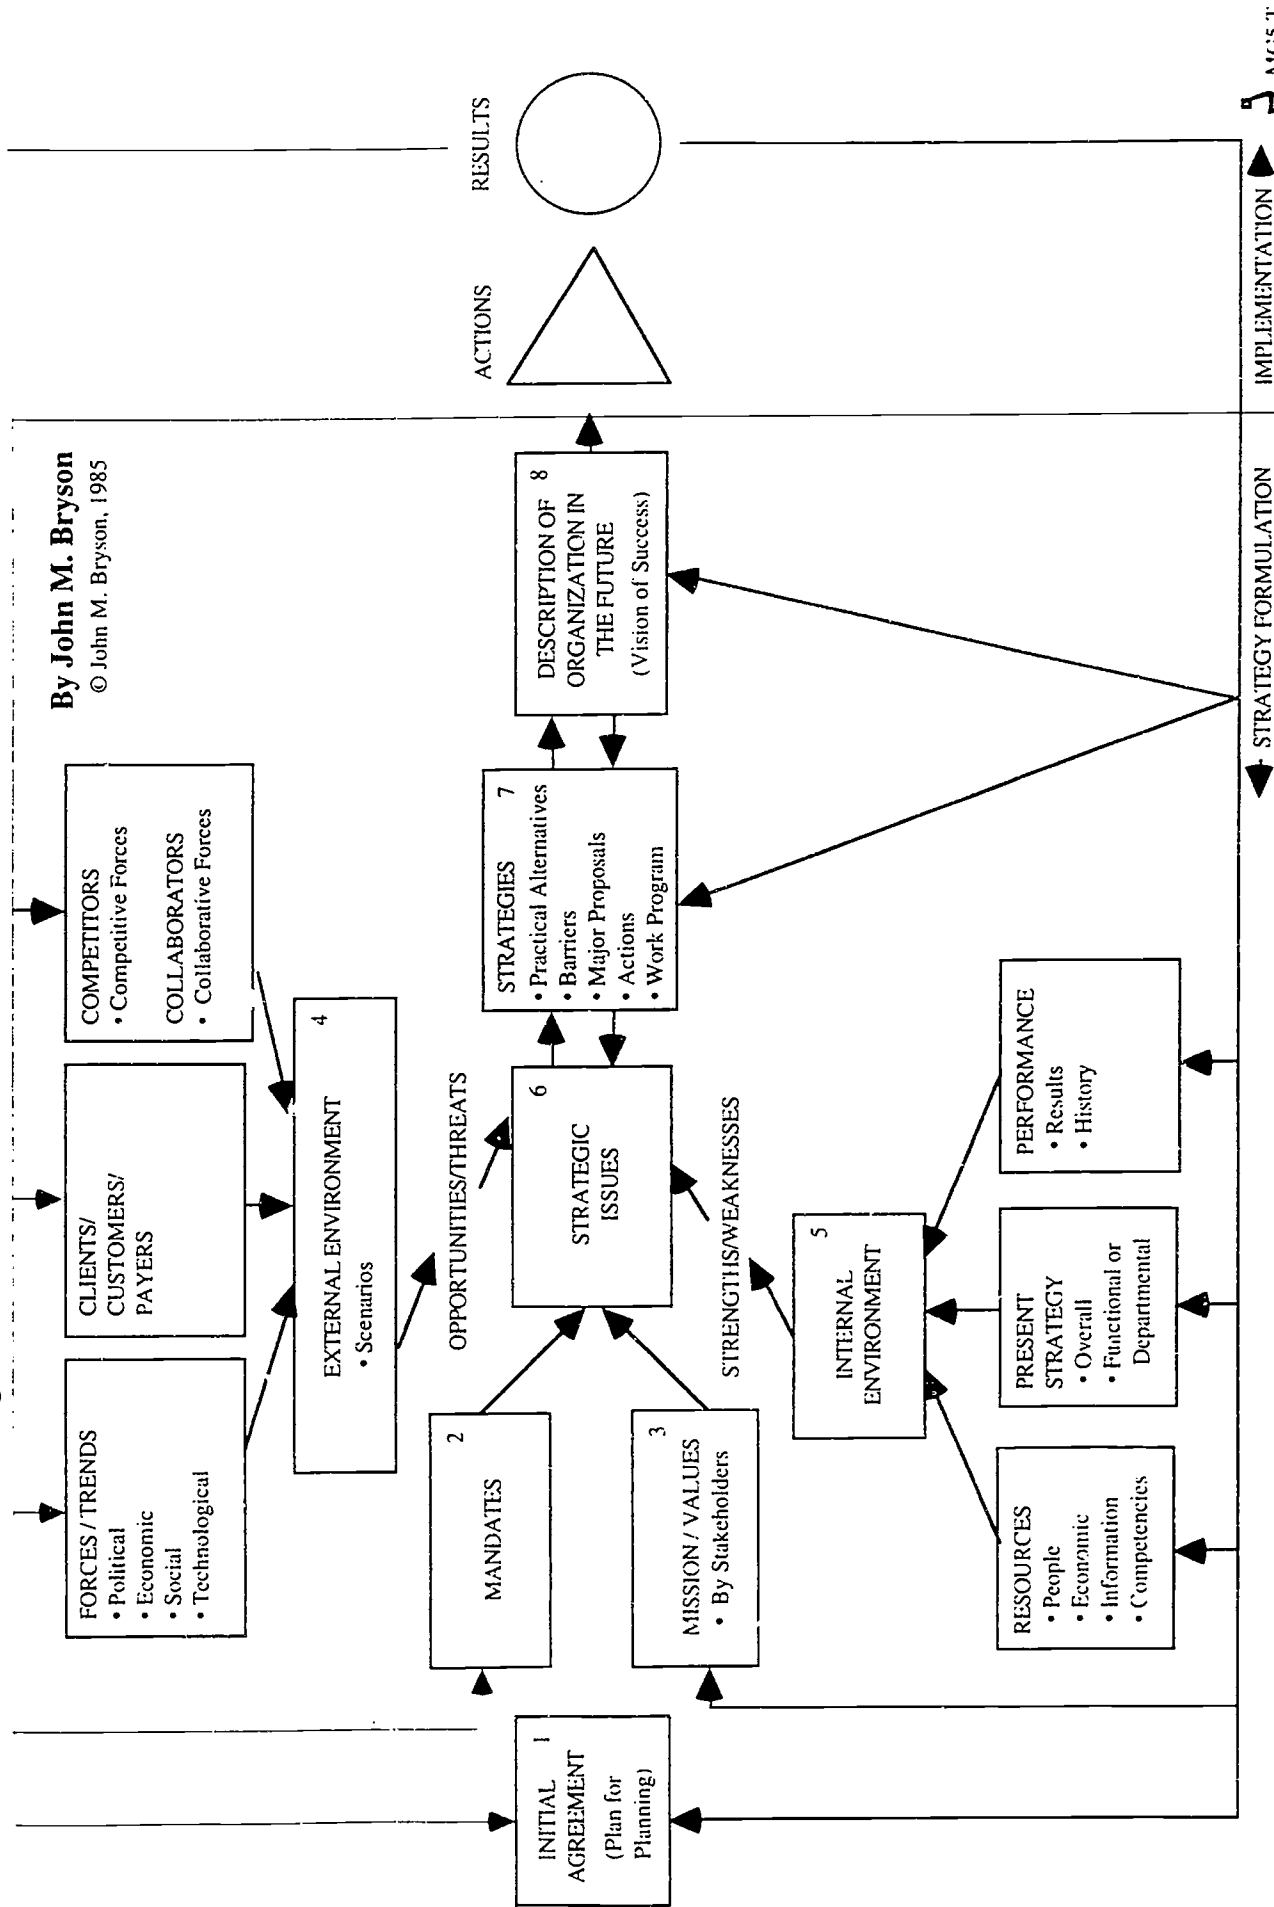 By John M. Bryson
© John M. Bryson, 1985
FORCES / TRENDS
• Political
• Economic
• Social
• Technological
CLIENTS/
CUSTOMERS/
PAYERS
COMPETITORS
• Competitive Forces
COLLABORATORS
• Collaborative Forces
EXTERNAL ENVIRONMENT
4
• Scenarios
OPPORTUNITIES/THREATS
MANDATES
2
INITIAL
1
AGREEMENT
(Plan for
Planning)
MISSION / VALUES
3
• By Stakeholders
STRATEGIC
6
ISSUES
STRATEGIES
7
• Practical Alternatives
• Barriers
• Major Proposals
• Actions
• Work Program
DESCRIPTION OF
8
ORGANIZATION IN
THE FUTURE
(Vision of Success)
ACTIONS
RESULTS
STRENGTHS/WEAKNESSES
INTERNAL
5
ENVIRONMENT
RESOURCES
• People
• Economic
• Information
• Competencies
PRESENT
STRATEGY
• Overall
• Functional or
Departmental
PERFORMANCE
• Results
• History
STRATEGY FORMULATION
IMPLEMENTATION